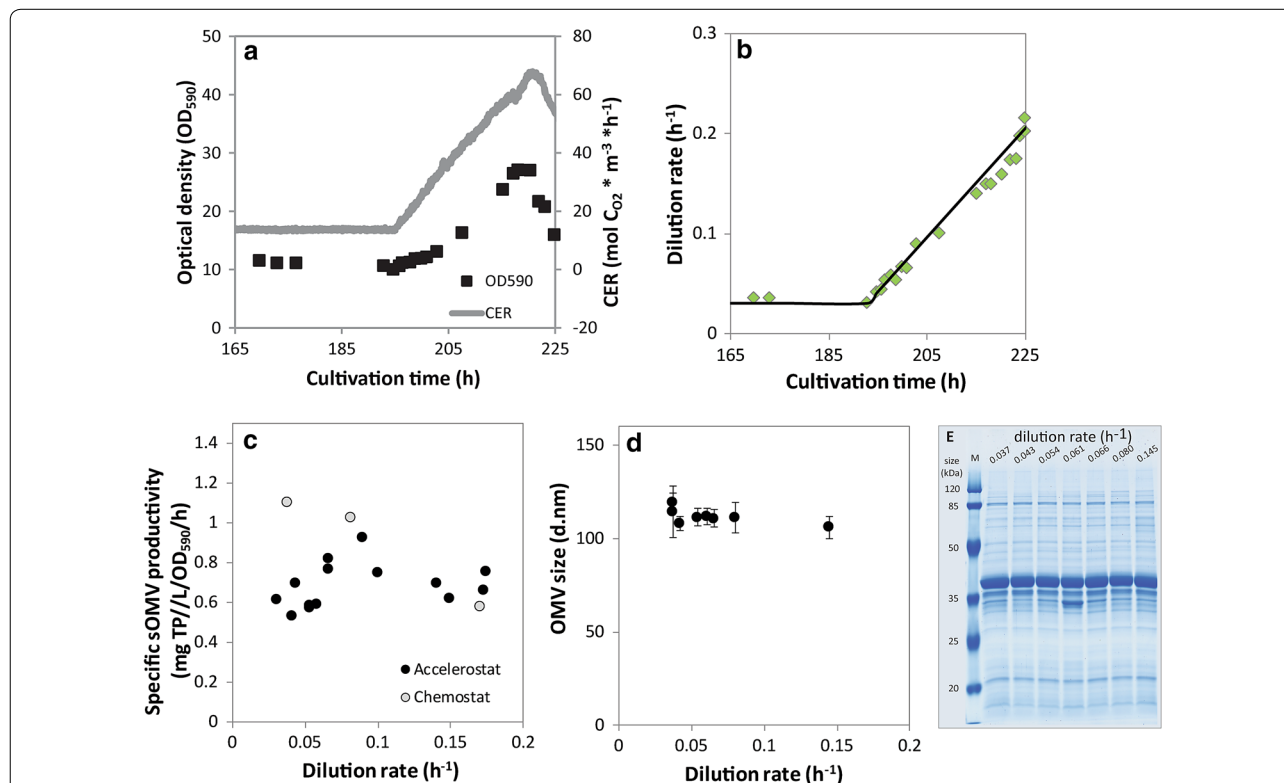 a
50
40
30
20
10
0
Optical density (OD590)
80
60
40
20
0
-20
CER (mol CO2 * m-3 *h-1)
OD590
CER
165 185 205 225
Cultivation time (h)
b
0.3
0.2
0.1
0
Dilution rate (h-1)
165 185 205 225
Cultivation time (h)
c
1.4
1.2
1
0.8
0.6
0.4
0.2
0
Specific sOMV productivity
(mg TP//L/OD590/h)
Accelerostat
Chemostat
0 0.05 0.1 0.15 0.2
Dilution rate (h-1)
d
150
100
50
0
OMV size (d.nm)
0 0.05 0.1 0.15 0.2
Dilution rate (h-1)
E
dilution rate (h-1)
size
(kDa)
M 0.037 0.043 0.054 0.061 0.066 0.080 0.145
120
85
50
35
25
20